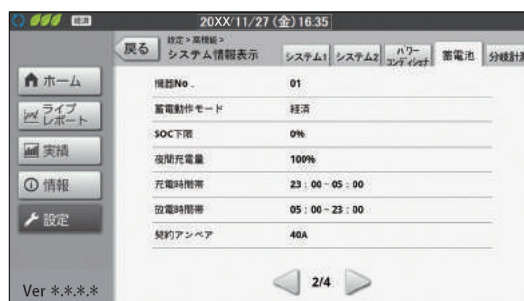 経済 20XX/11/27 (金) 16:35
戻る 設定 > 高機能 >
システム情報表示
システム1 システム2 パワーコンディショナ 蓄電池 分岐計測
ホーム
ライブレポート
実績
情報
設定
Ver *.*.*.*
機器No. 01
蓄電動作モード 経済
SOC下限 0%
夜間充電量 100%
充電時間帯 23:00~05:00
放電時間帯 05:00~23:00
契約アンペア 40A
2/4